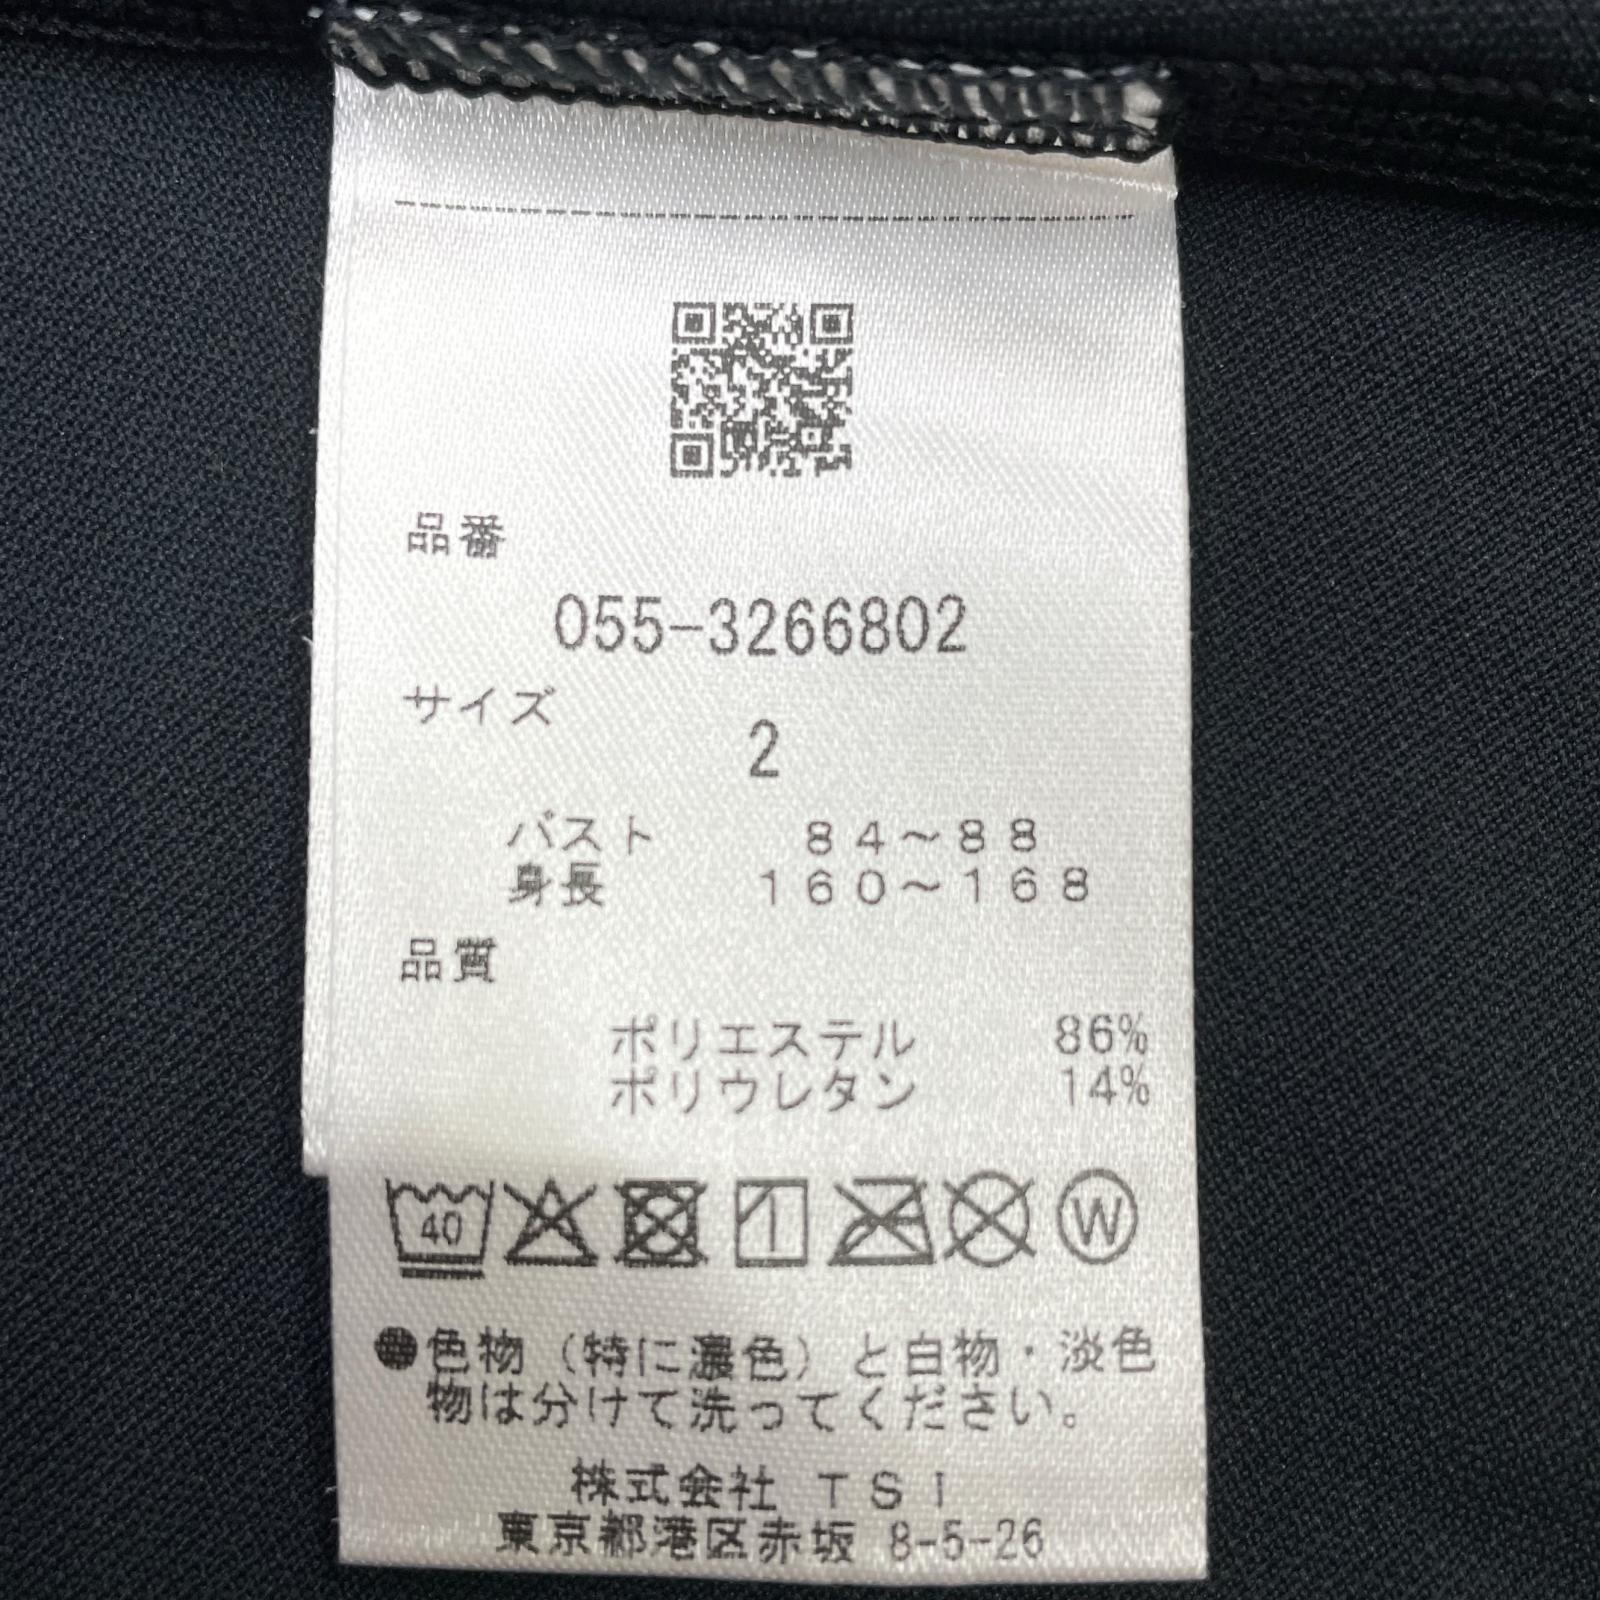 品番
055-3266802
サイズ
2
バスト 84～88
身長 160～168
品質
ポリエステル 86%
ポリウレタン 14%
40 W
●色物（特に濃色）と白物・淡色
物は分けて洗ってください。
株式会社 TSI
東京都港区赤坂 8-5-26